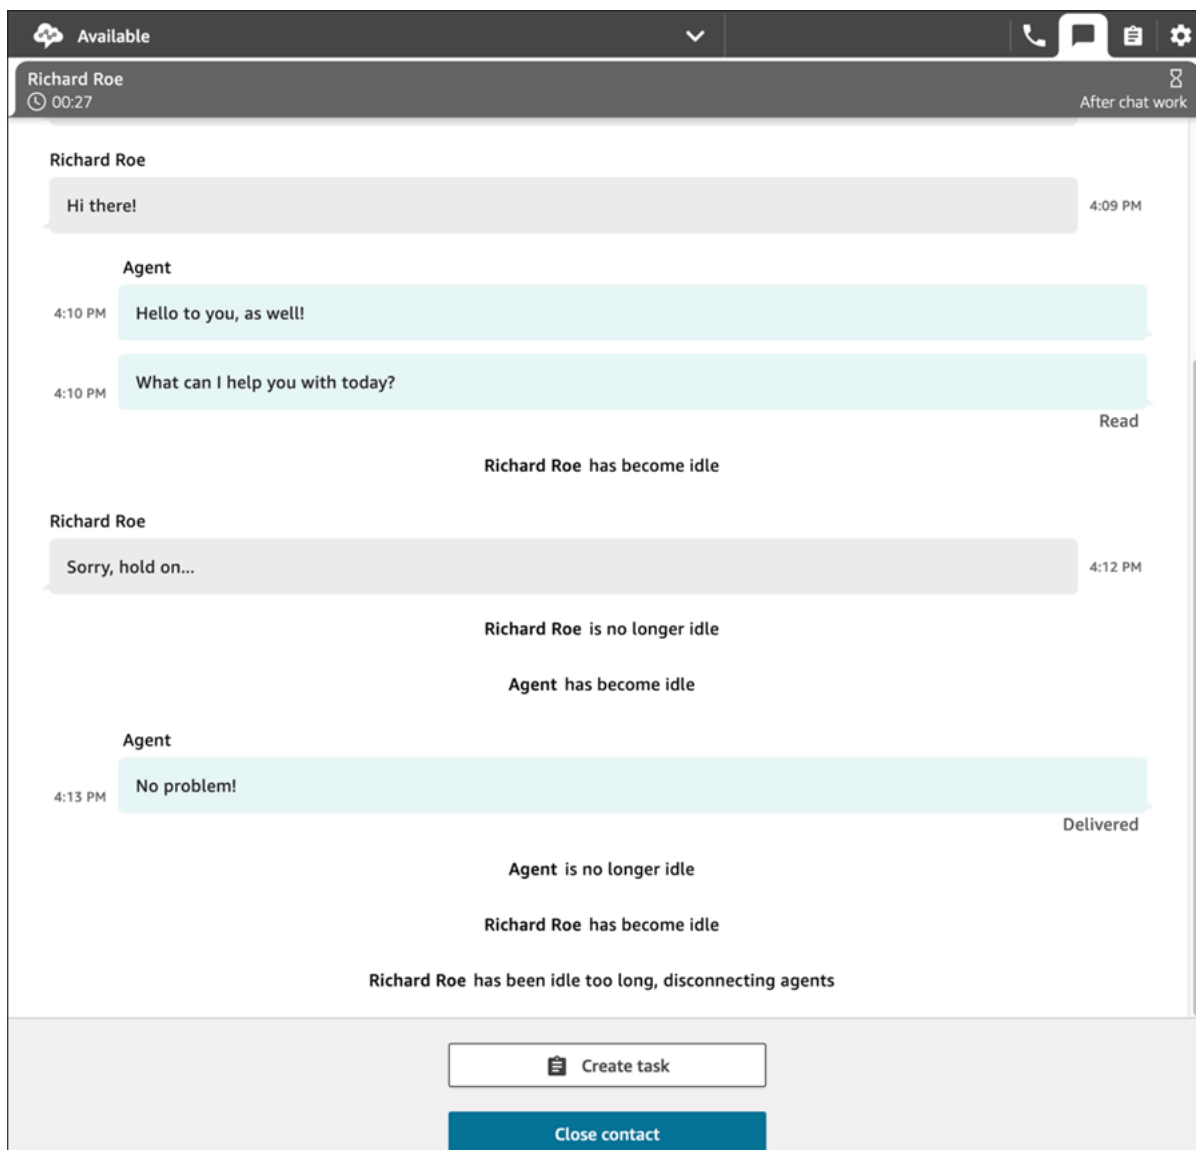 Available
Richard Roe
00:27
After chat work
Richard Roe
Hi there!
4:09 PM
Agent
4:10 PM
Hello to you, as well!
4:10 PM
What can I help you with today?
Read
Richard Roe has become idle
Richard Roe
Sorry, hold on...
4:12 PM
Richard Roe is no longer idle
Agent has become idle
Agent
4:13 PM
No problem!
Delivered
Agent is no longer idle
Richard Roe has become idle
Richard Roe has been idle too long, disconnecting agents
Create task
Close contact